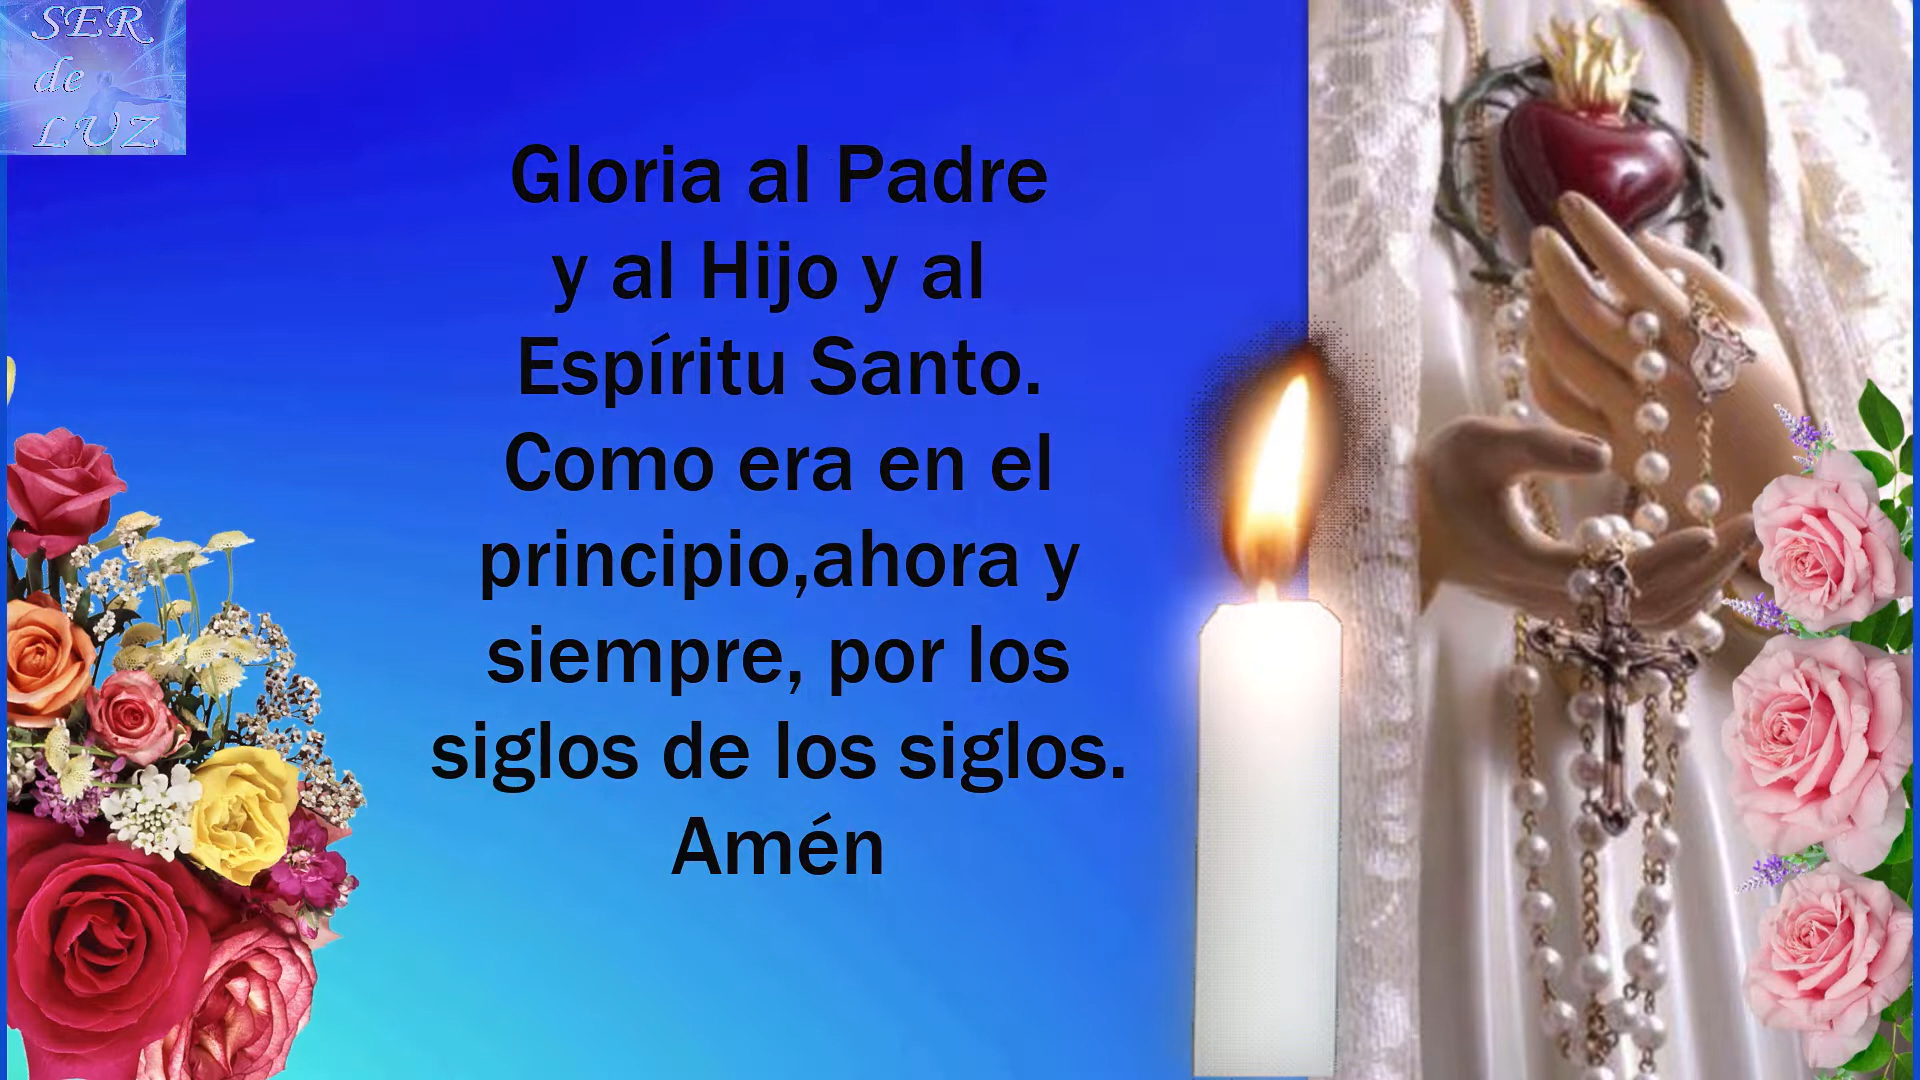 SER
de
LUZ
Gloria al Padre
y al Hijo y al
Espíritu Santo.
Como era en el
principio,ahora y
siempre, por los
siglos de los siglos.
Amén